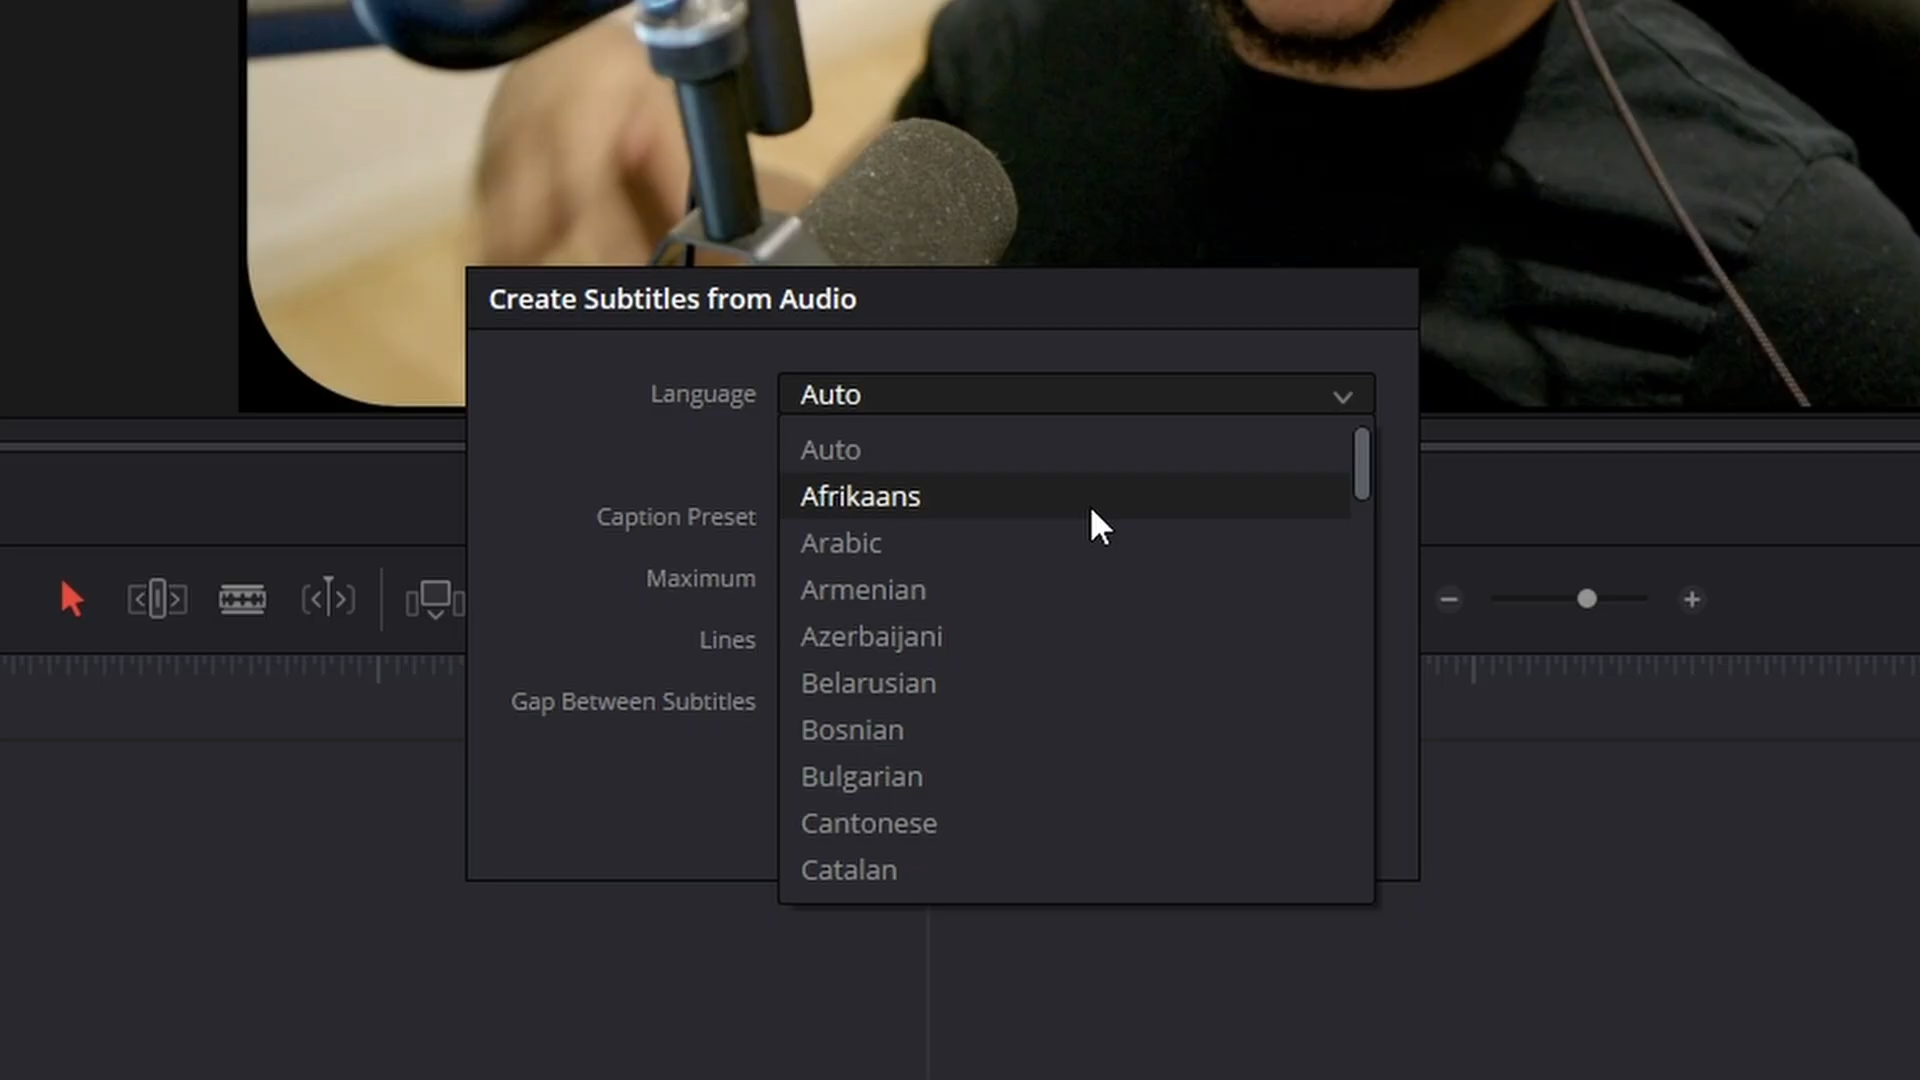 Create Subtitles from Audio
Language
Auto
Auto
Afrikaans
Arabic
Armenian
Azerbaijani
Belarusian
Bosnian
Bulgarian
Cantonese
Catalan
Caption Preset
Maximum
Lines
Gap Between Subtitles